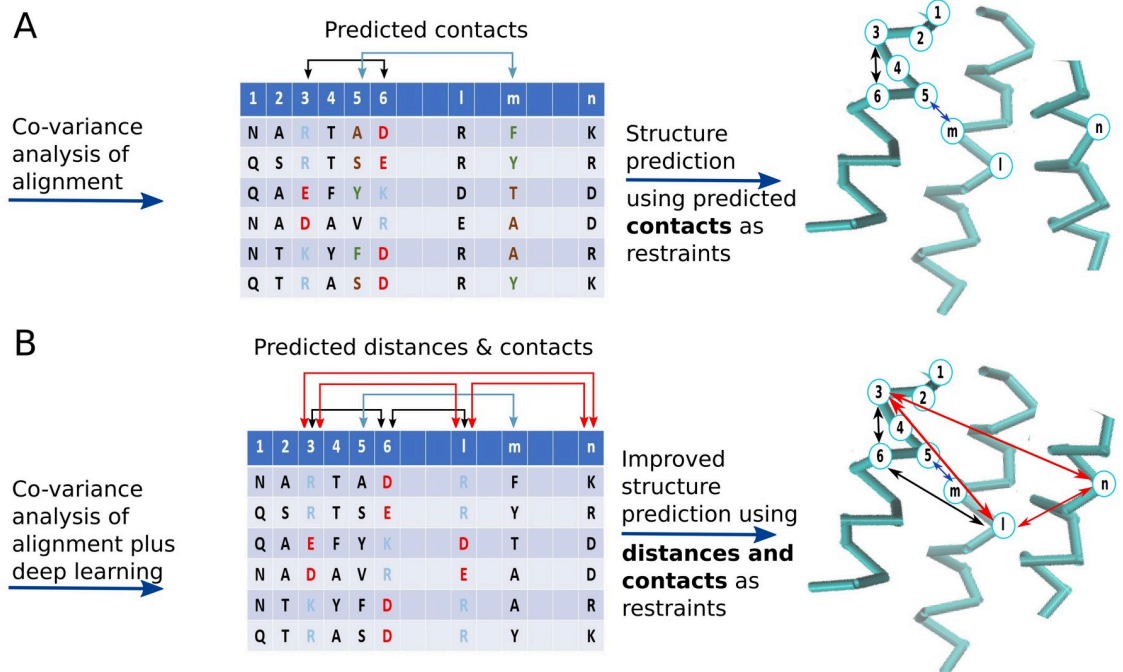 A
Predicted contacts
Co-variance
analysis of
alignment
1 2 3 4 5 6 l m n
N A R T A D R F K
Q S R T S E R Y R
Q A E F Y K D T D
N A D A V R E A D
N T K Y F D R A R
Q T R A S D R Y K
Structure
prediction
using predicted
contacts as
restraints
1
3
2
4
6
5
m
n
l
B
Predicted distances & contacts
Co-variance
analysis of
alignment plus
deep learning
1 2 3 4 5 6 l m n
N A R T A D R F K
Q S R T S E R Y R
Q A E F Y K D T D
N A D A V R E A D
N T K Y F D R A R
Q T R A S D R Y K
Improved
structure
prediction using
distances and
contacts as
restraints
1
3
2
4
6
5
m
n
l